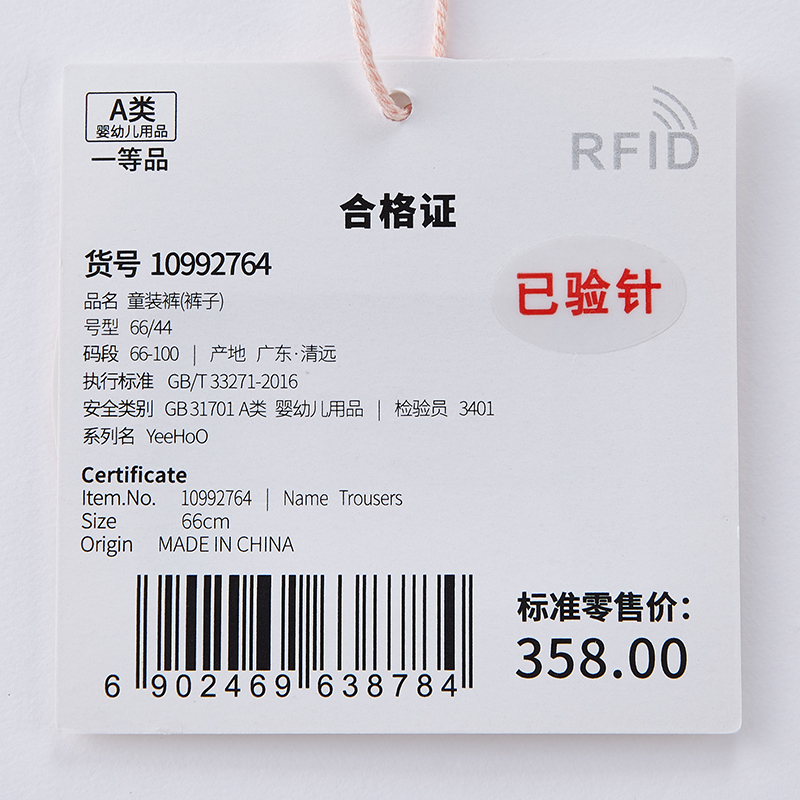 A类
婴幼儿用品
一等品
RFID
合格证
货号 10992764
已验针
品名 童装裤(裤子)
号型 66/44
码段 66-100 | 产地 广东·清远
执行标准 GB/T 33271-2016
安全类别 GB 31701 A类 婴幼儿用品 | 检验员 3401
系列名 YeeHoO
Certificate
Item.No. 10992764 | Name Trousers
Size 66cm
Origin MADE IN CHINA
标准零售价：
358.00
6 902469 638784